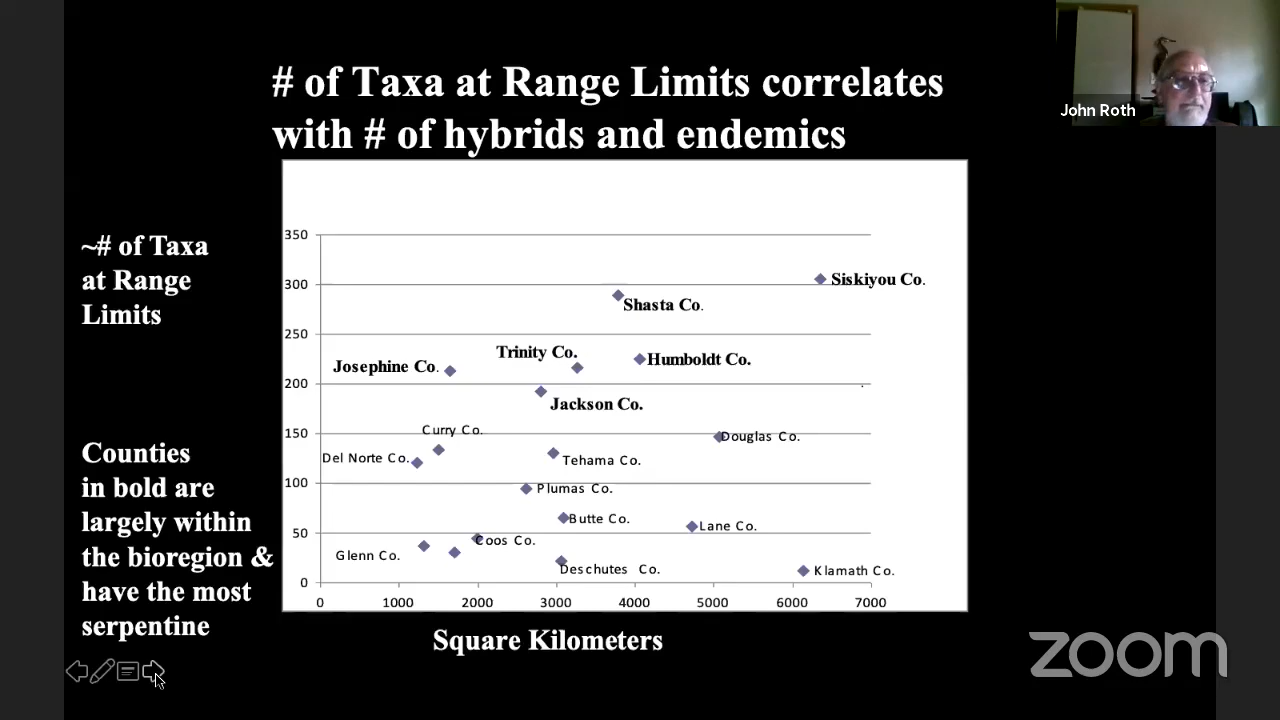 # of Taxa at Range Limits correlates
with # of hybrids and endemics
John Roth
~# of Taxa
at Range
Limits
Counties
in bold are
largely within
the bioregion &
have the most
serpentine
350
300
250
200
150
100
50
0
Siskiyou Co.
Shasta Co.
Trinity Co.
Humboldt Co.
Josephine Co.
Jackson Co.
Curry Co.
Douglas Co.
Del Norte Co.
Tehama Co.
Plumas Co.
Butte Co.
Lane Co.
Coos Co.
Glenn Co.
Deschutes Co.
Klamath Co.
0 1000 2000 3000 4000 5000 6000 7000
Square Kilometers
zoom